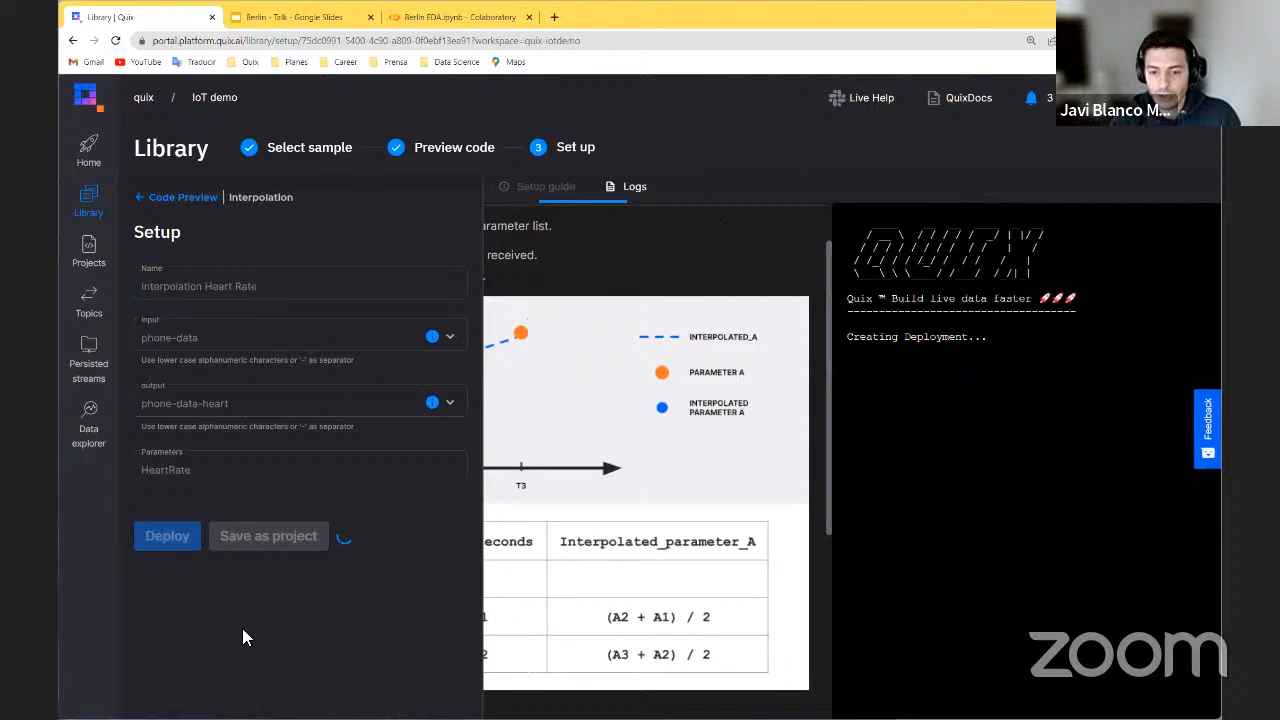 Library | Quix
Berlin - Talk - Google Slides
Berlin EDA.ipynb - Colaboratory
portal.platform.quix.ai/library/setup/75dc0991-5400-4c90-a809-0f0ebf13ea91?workspace=quix-iotdemo
Gmail YouTube Traducir Quix Planes Career Prensa Data Science Maps
quix / IoT demo
Live Help
QuixDocs
3
Javi Blanco M...
Home
Library
Projects
Topics
Persisted
streams
Data
explorer
Library
Select sample
Preview code
3 Set up
Code Preview | Interpolation
Setup
Name
Interpolation Heart Rate
input
phone-data
Use lower case alphanumeric characters or '-' as separator
output
phone-data-heart
Use lower case alphanumeric characters or '-' as separator
Parameters
HeartRate
Deploy
Save as project
Setup guide
Logs
arameter list.
received.
INTERPOLATED_A
PARAMETER A
INTERPOLATED
PARAMETER A
T3
econds
Interpolated_parameter_A
1
(A2 + A1) / 2
2
(A3 + A2) / 2
QUIX
Quix ™ Build live data faster 🚀🚀🚀
-----------------------------------
Creating Deployment...
Feedback
zoom